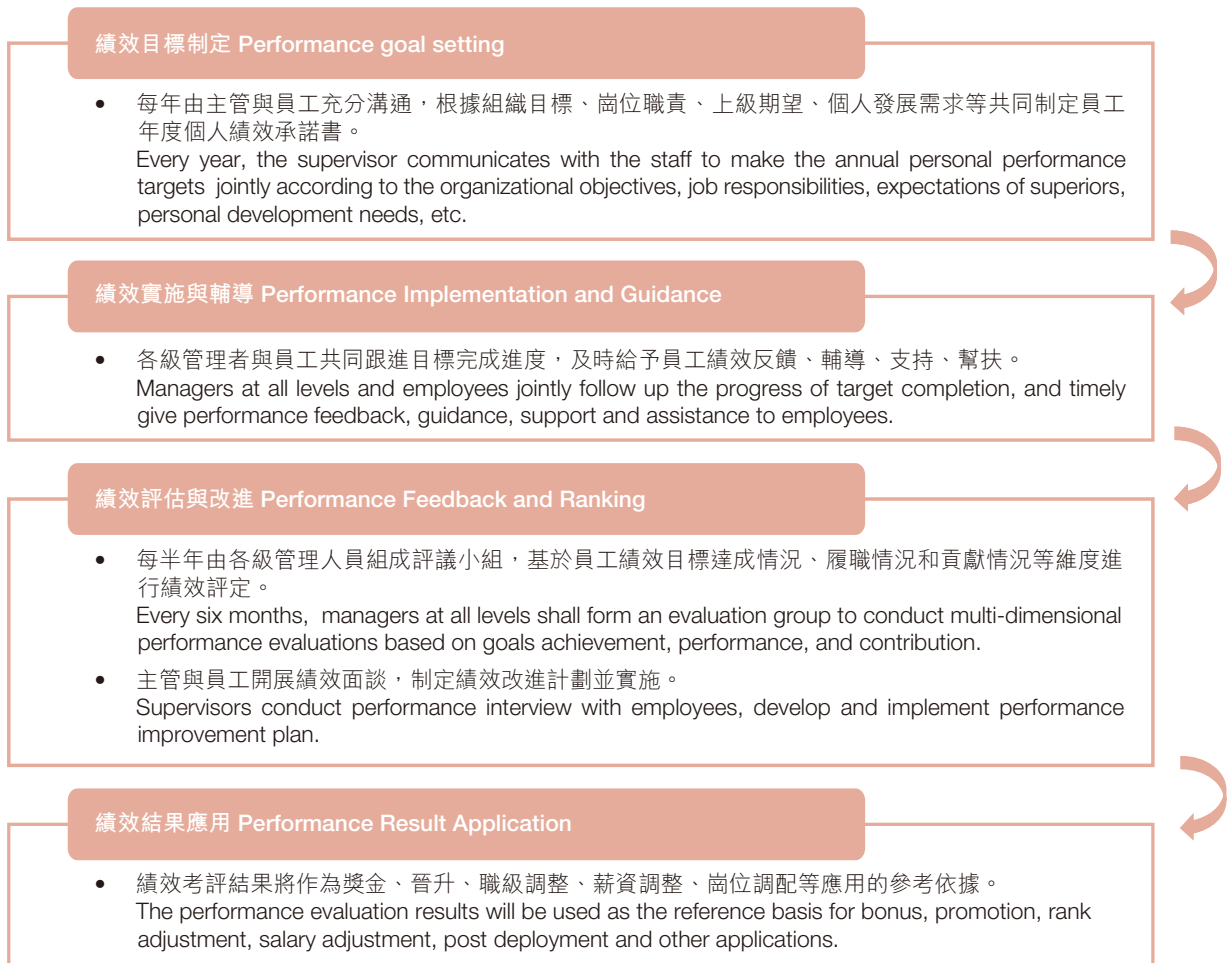 績效目標制定 Performance goal setting
• 每年由主管與員工充分溝通，根據組織目標、崗位職責、上級期望、個人發展需求等共同制定員工
年度個人績效承諾書。
Every year, the supervisor communicates with the staff to make the annual personal performance
targets jointly according to the organizational objectives, job responsibilities, expectations of superiors,
personal development needs, etc.
績效實施與輔導 Performance Implementation and Guidance
• 各級管理者與員工共同跟進目標完成進度，及時給予員工績效反饋、輔導、支持、幫扶。
Managers at all levels and employees jointly follow up the progress of target completion, and timely
give performance feedback, guidance, support and assistance to employees.
績效評估與改進 Performance Feedback and Ranking
• 每半年由各級管理人員組成評議小組，基於員工績效目標達成情況、履職情況和貢獻情況等維度進
行績效評定。
Every six months, managers at all levels shall form an evaluation group to conduct multi-dimensional
performance evaluations based on goals achievement, performance, and contribution.
• 主管與員工開展績效面談，制定績效改進計劃並實施。
Supervisors conduct performance interview with employees, develop and implement performance
improvement plan.
績效結果應用 Performance Result Application
• 績效考評結果將作為獎金、晉升、職級調整、薪資調整、崗位調配等應用的參考依據。
The performance evaluation results will be used as the reference basis for bonus, promotion, rank
adjustment, salary adjustment, post deployment and other applications.